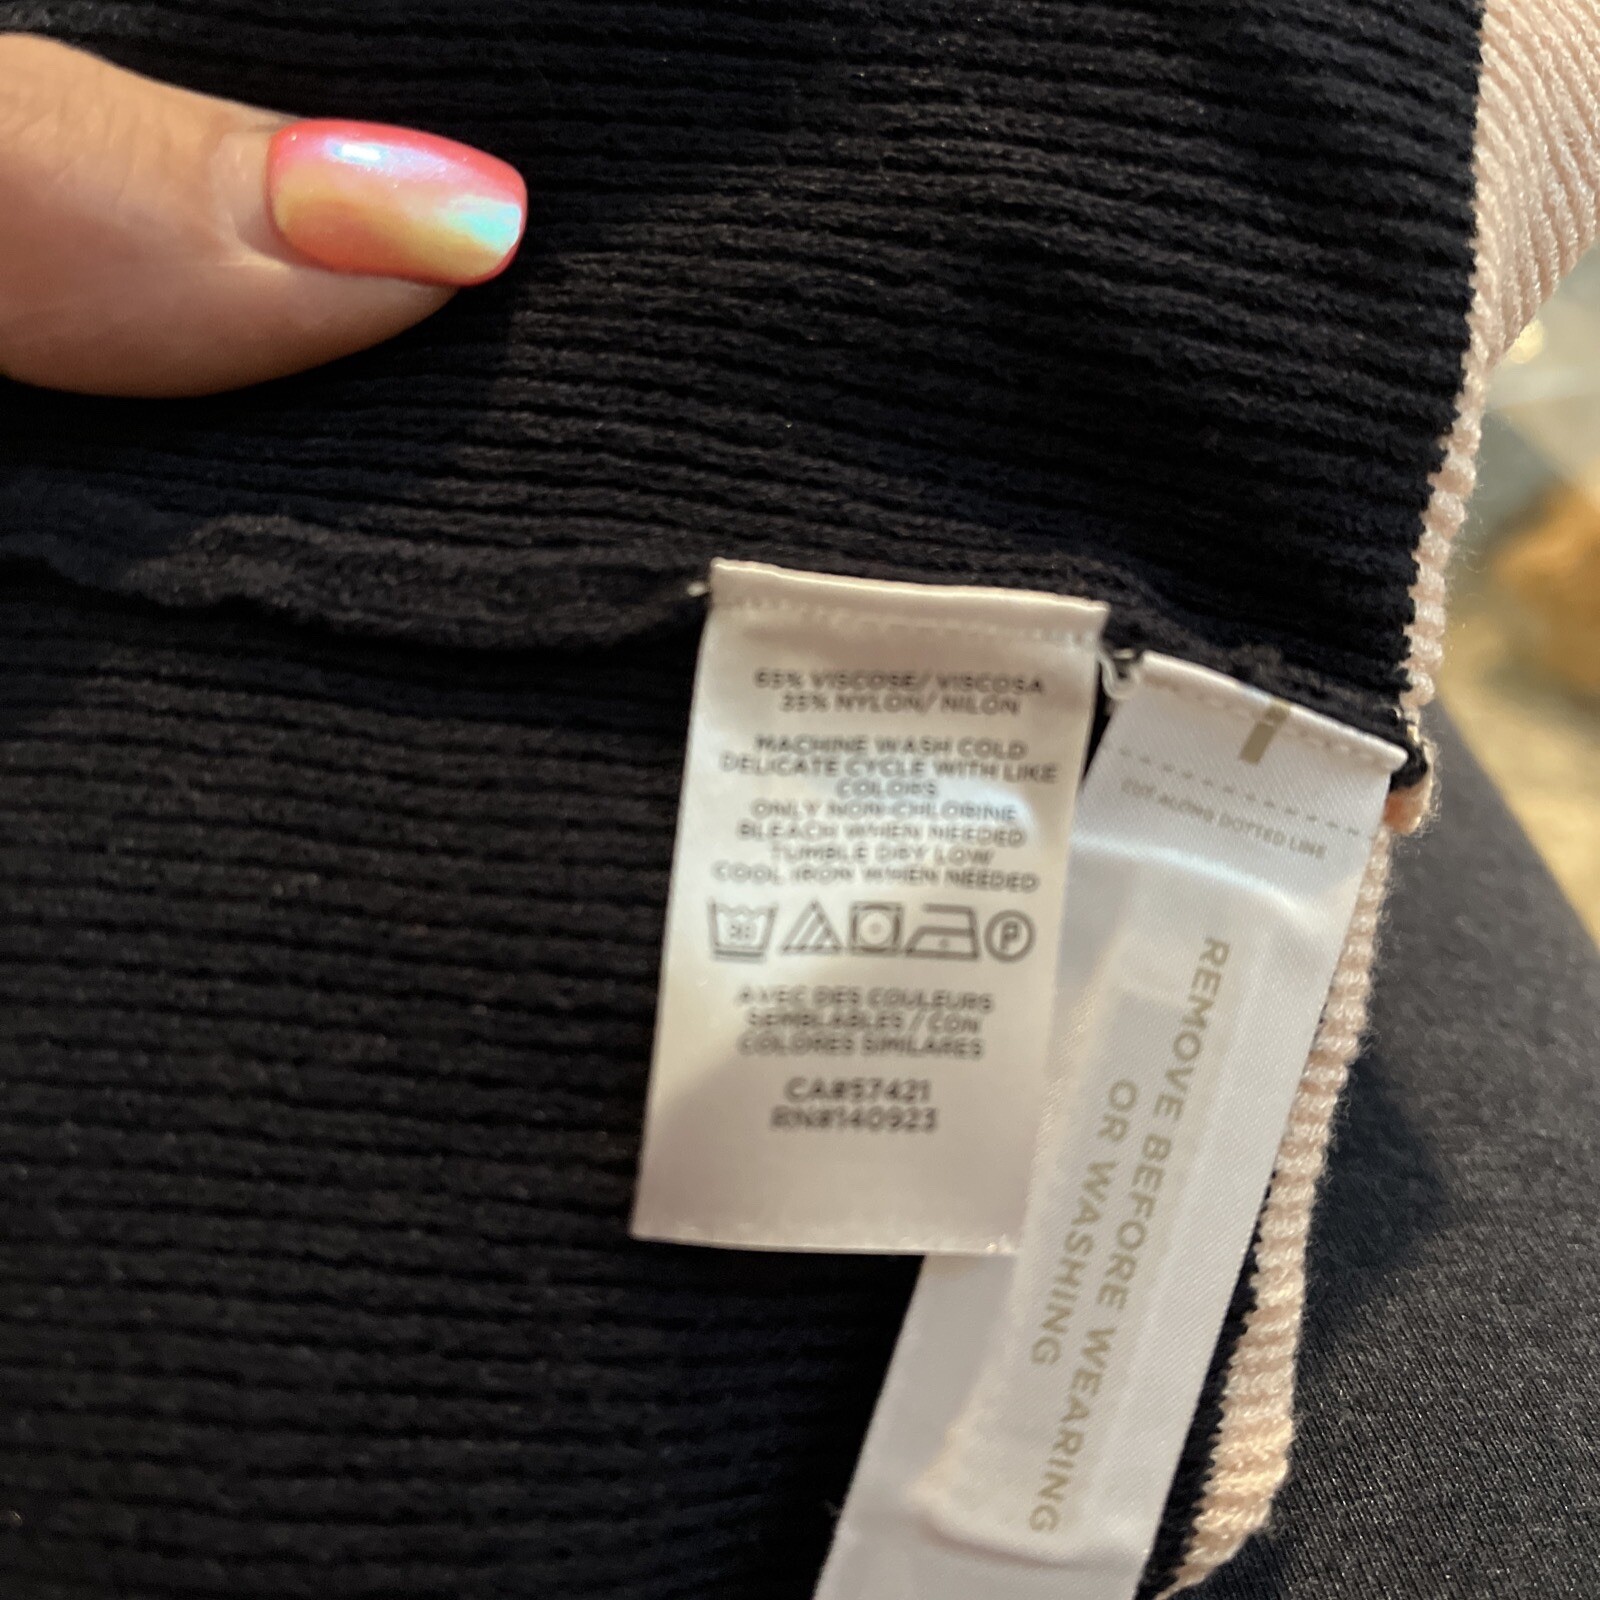 65% VISCOSE/ VISCOSA
35% NYLON/ NILÓN
MACHINE WASH COLD
DELICATE CYCLE WITH LIKE
COLORS
ONLY NON-CHLORINE
BLEACH WHEN NEEDED
TUMBLE DRY LOW
COOL IRON WHEN NEEDED
30
P
AVEC DES COULEURS
SEMBLABLES / CON
COLORES SIMILARES
CA#57421
RN#140923
CUT ALONG DOTTED LINE
REMOVE BEFORE WEARING
OR WASHING